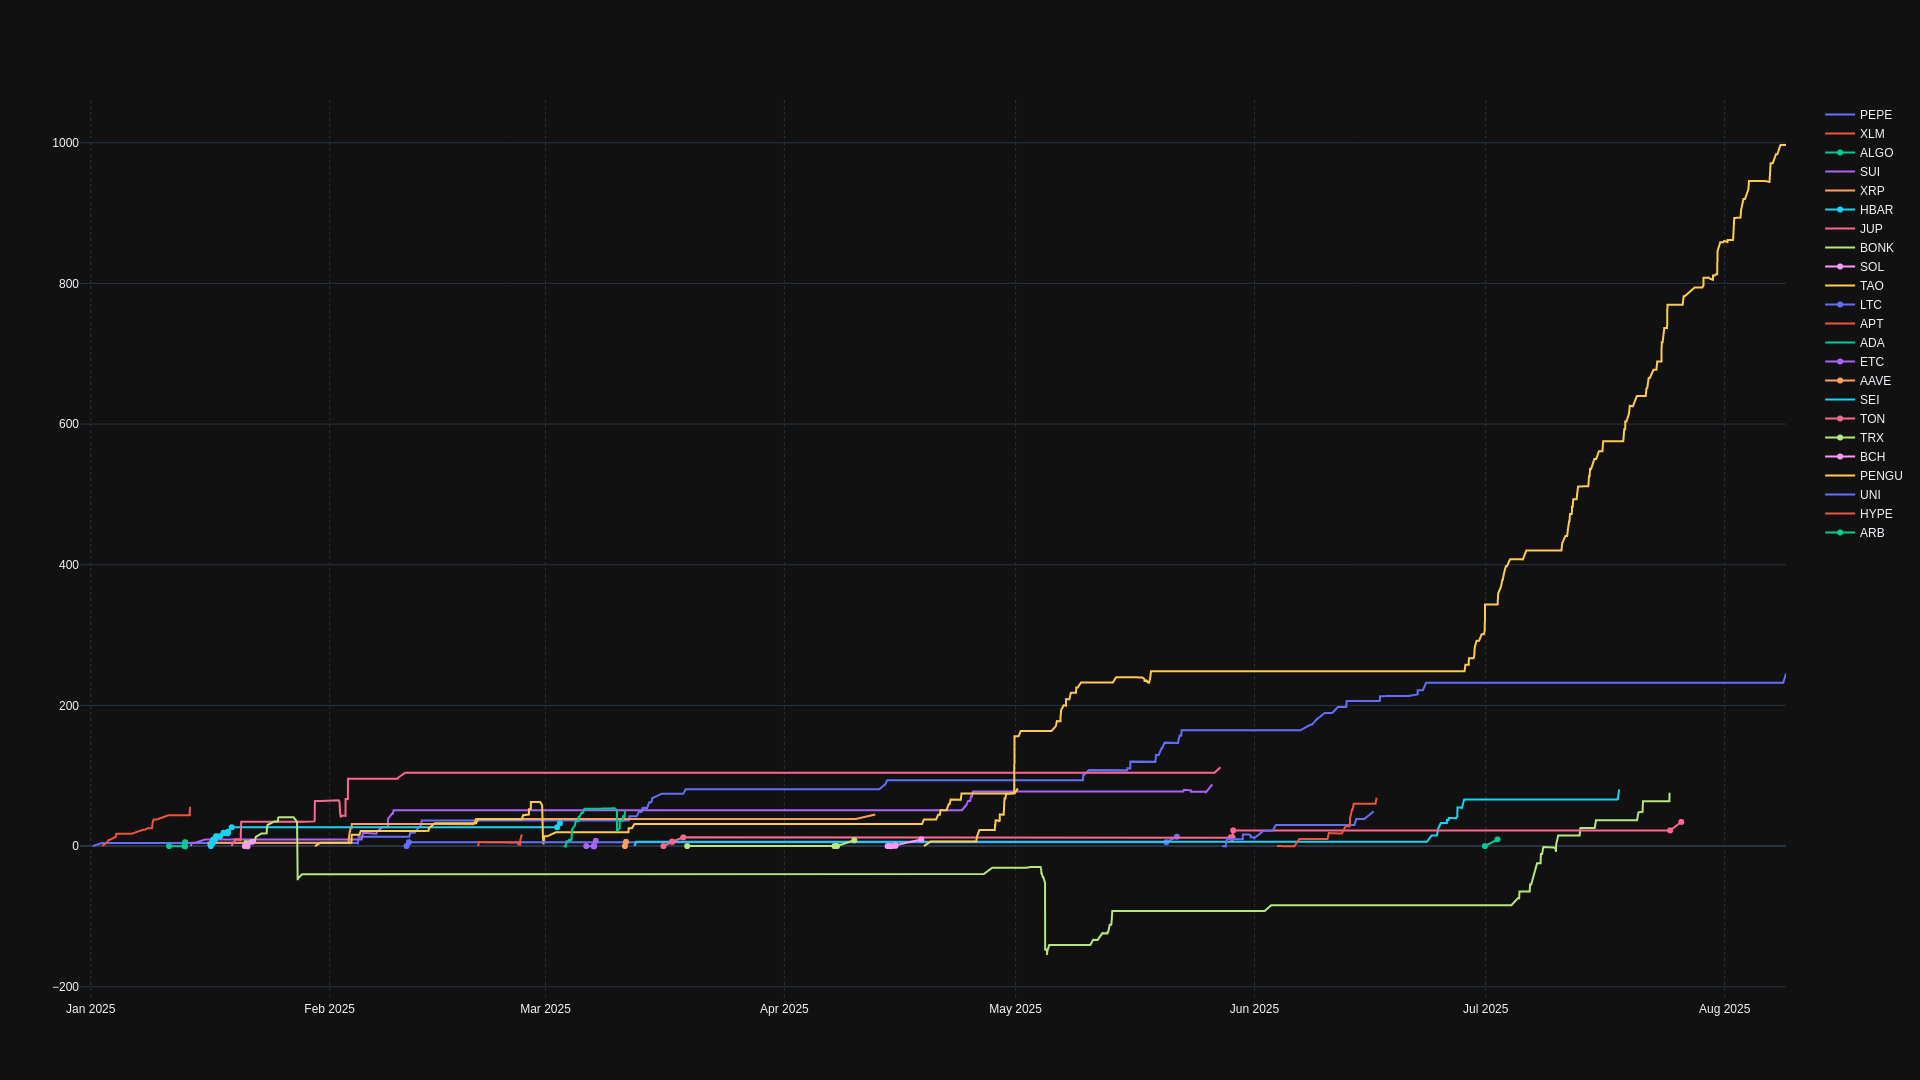 1000
800
600
400
200
0
−200
Jan 2025
Feb 2025
Mar 2025
Apr 2025
May 2025
Jun 2025
Jul 2025
Aug 2025
PEPE
XLM
ALGO
SUI
XRP
HBAR
JUP
BONK
SOL
TAO
LTC
APT
ADA
ETC
AAVE
SEI
TON
TRX
BCH
PENGU
UNI
HYPE
ARB